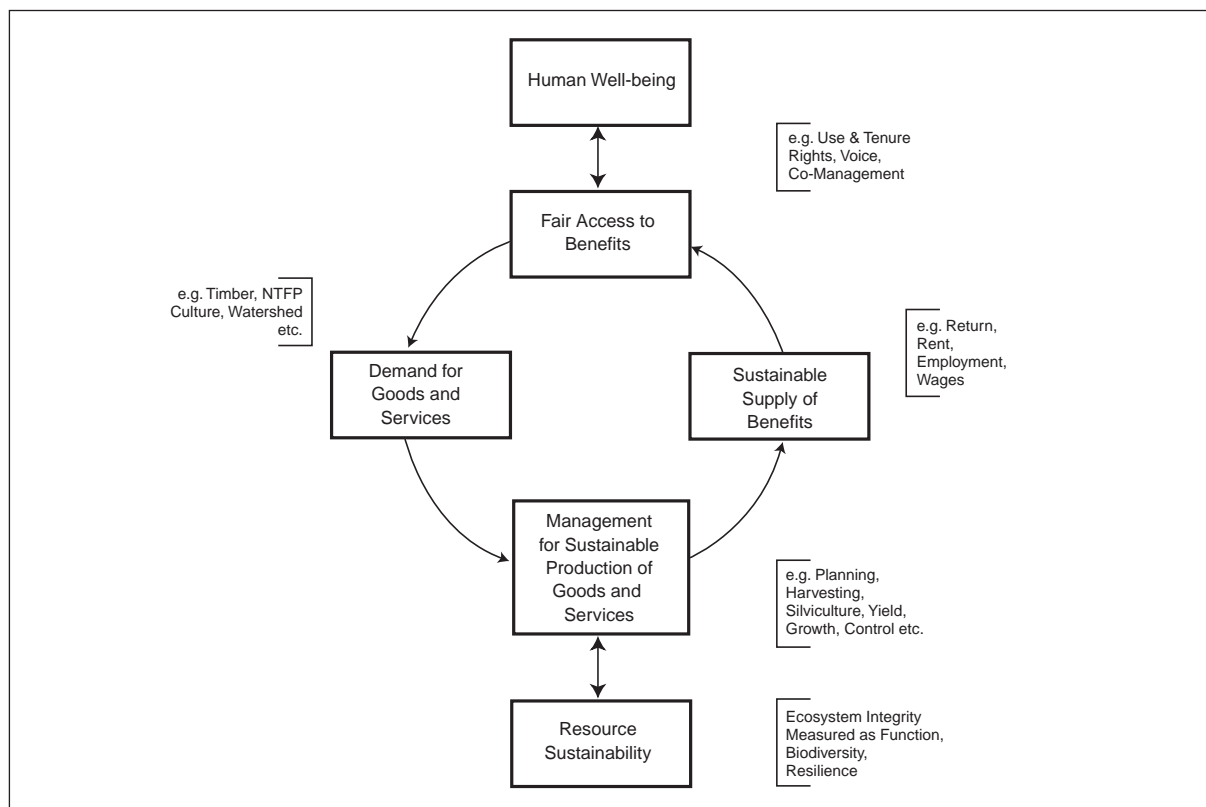 Human Well-being
e.g. Use & Tenure
Rights, Voice,
Co-Management
Fair Access to
Benefits
e.g. Timber, NTFP
Culture, Watershed
etc.
e.g. Return,
Rent,
Employment,
Wages
Demand for
Goods and
Services
Sustainable
Supply of
Benefits
Management
for Sustainable
Production of
Goods and
Services
e.g. Planning,
Harvesting,
Silviculture, Yield,
Growth, Control etc.
Resource
Sustainability
Ecosystem Integrity
Measured as Function,
Biodiversity,
Resilience